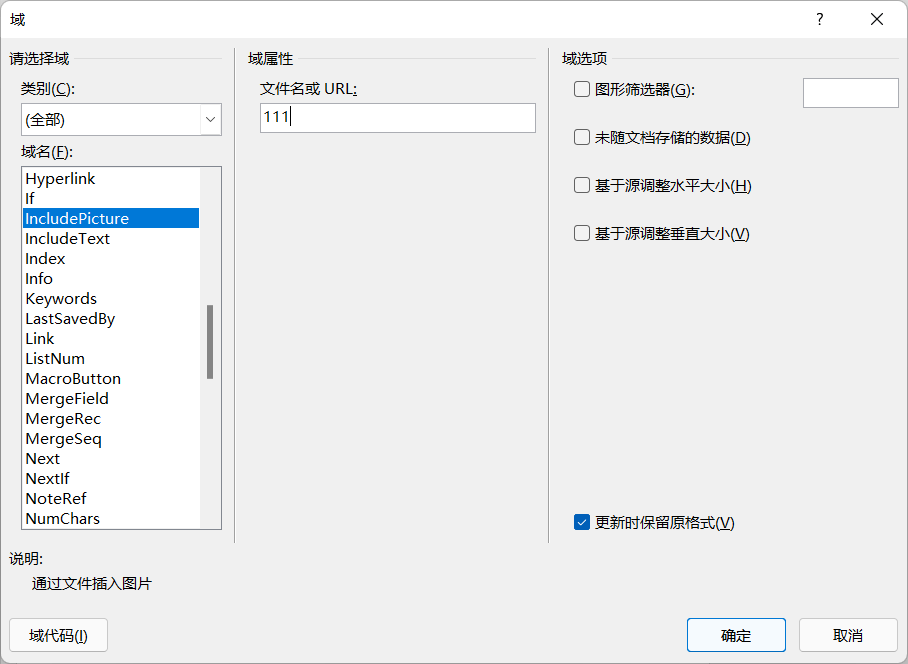 域
?
请选择域
类别(C):
(全部)
域名(F):
Hyperlink
If
IncludePicture
IncludeText
Index
Info
Keywords
LastSavedBy
Link
ListNum
MacroButton
MergeField
MergeRec
MergeSeq
Next
NextIf
NoteRef
NumChars
域属性
文件名或 URL:
111
域选项
图形筛选器(G):
未随文档存储的数据(D)
基于源调整水平大小(H)
基于源调整垂直大小(V)
更新时保留原格式(V)
说明:
通过文件插入图片
域代码(I)
确定
取消